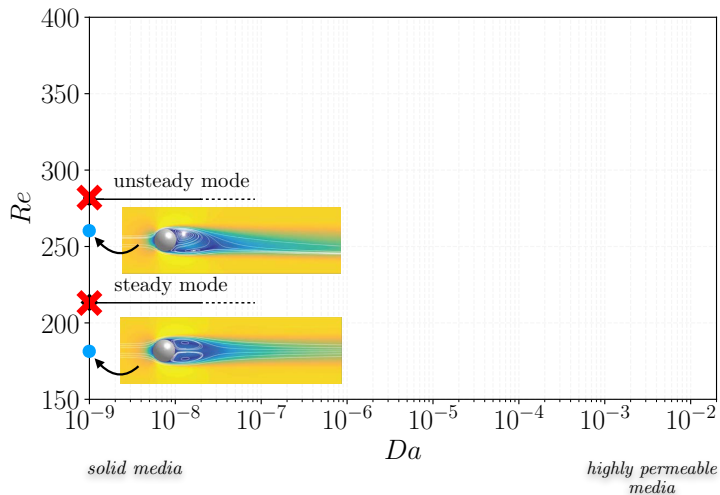 400
350
300
250
200
150
Re
unsteady mode
steady mode
10⁻⁹
10⁻⁸
10⁻⁷
10⁻⁶
10⁻⁵
10⁻⁴
10⁻³
10⁻²
Da
solid media
highly permeable
media